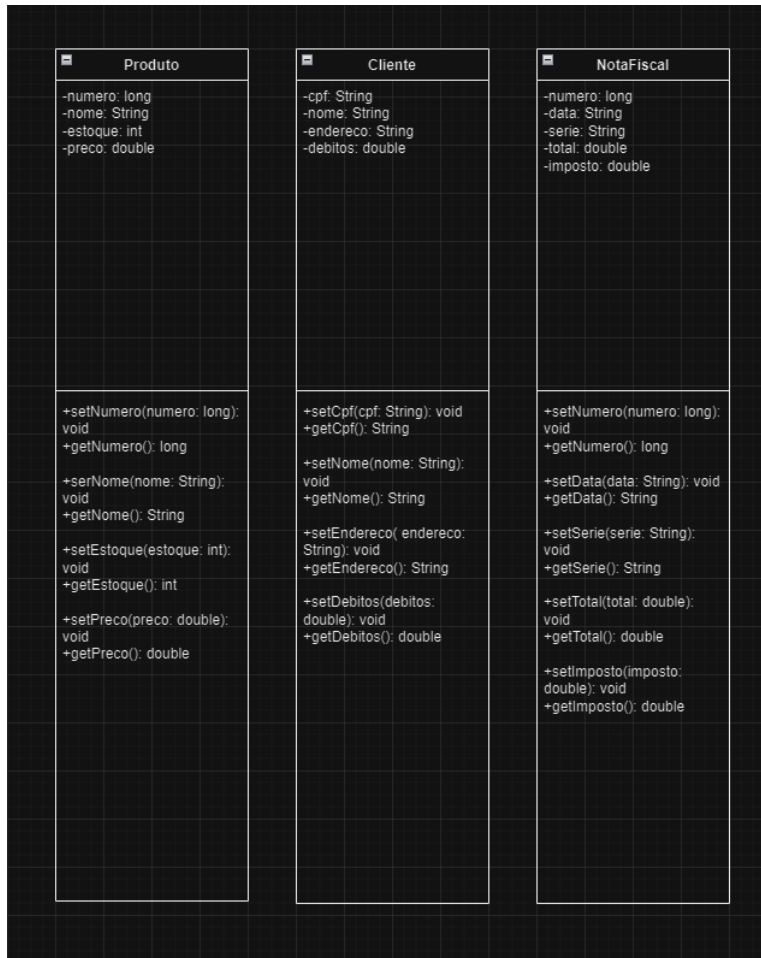 Produto
-numero: long
-nome: String
-estoque: int
-preco: double
+setNumero(numero: long):
void
+getNumero(): long
+serNome(nome: String):
void
+getNome(): String
+setEstoque(estoque: int):
void
+getEstoque(): int
+setPreco(preco: double):
void
+getPreco(): double
Cliente
-cpf: String
-nome: String
-endereco: String
-debitos: double
+setCpf(cpf: String): void
+getCpf(): String
+setNome(nome: String):
void
+getNome(): String
+setEndereco( endereco:
String): void
+getEndereco(): String
+setDebitos(debitos:
double): void
+getDebitos(): double
NotaFiscal
-numero: long
-data: String
-serie: String
-total: double
-imposto: double
+setNumero(numero: long):
void
+getNumero(): long
+setData(data: String): void
+getData(): String
+setSerie(serie: String):
void
+getSerie(): String
+setTotal(total: double):
void
+getTotal(): double
+setImposto(imposto:
double): void
+getImposto(): double